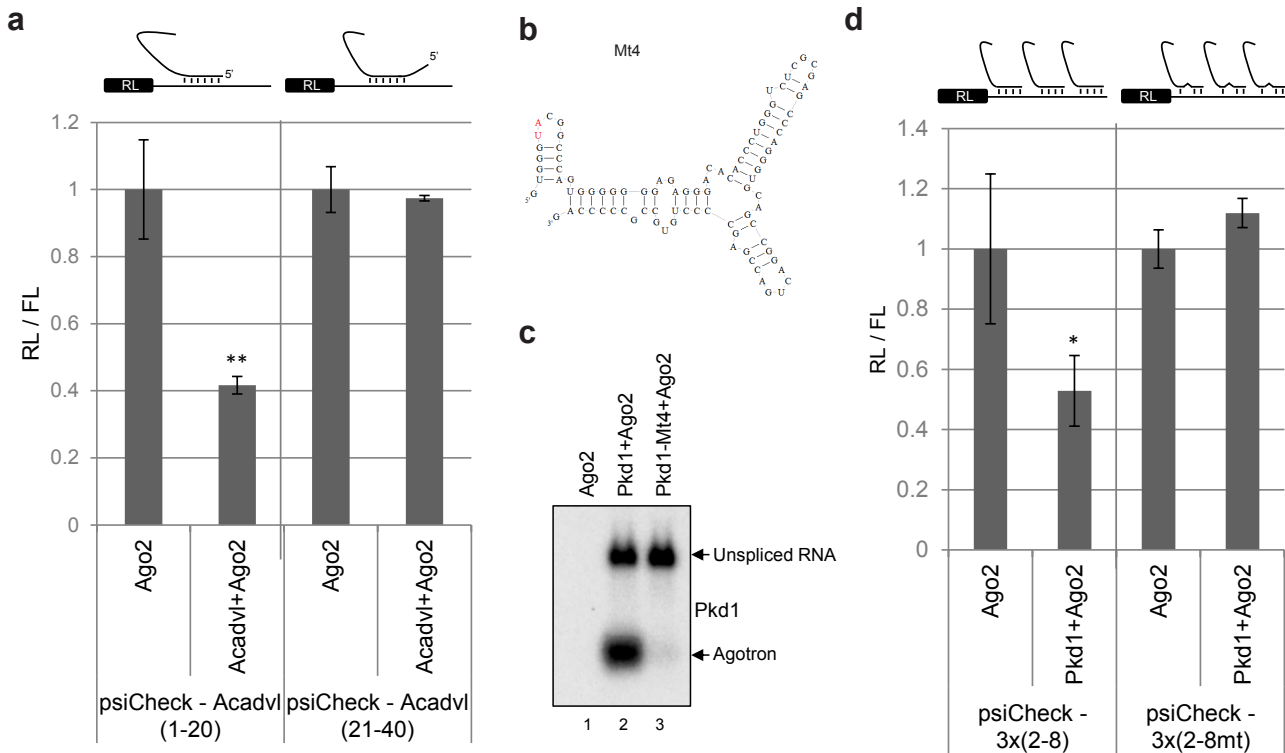 a
5'
RL
RL
1.2
1
0.8
0.6
0.4
0.2
0
RL / FL
**
Ago2
Acadvl+Ago2
Ago2
Acadvl+Ago2
psiCheck - Acadvl
(1-20)
psiCheck - Acadvl
(21-40)
b
Mt4
5'
3'
c
Ago2
Pkd1+Ago2
Pkd1-Mt4+Ago2
Unspliced RNA
Pkd1
Agotron
1 2 3
d
RL
RL
1.4
1.2
1
0.8
0.6
0.4
0.2
0
RL / FL
*
Ago2
Pkd1+Ago2
Ago2
Pkd1+Ago2
psiCheck -
3x(2-8)
psiCheck -
3x(2-8mt)